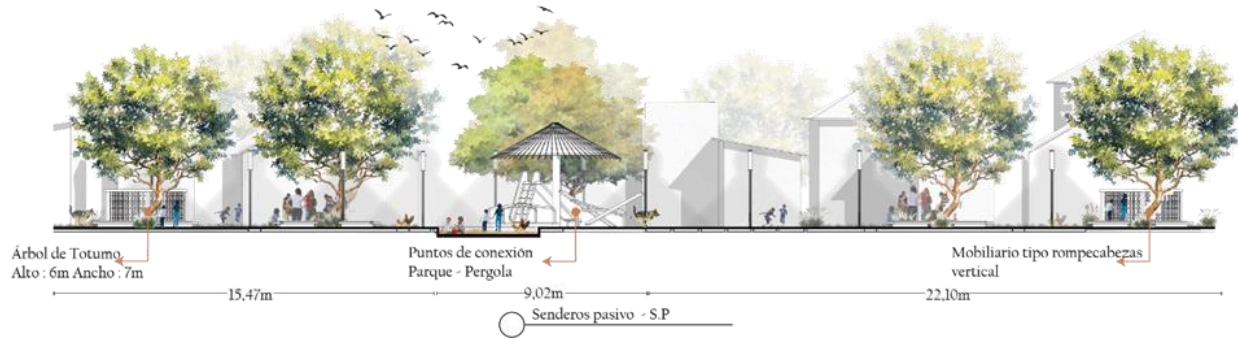 Árbol de Totumo
Alto : 6m Ancho : 7m
Puntos de conexión
Parque - Pergola
Mobiliario tipo rompecabezas
vertical
15,47m
9,02m
22,10m
Senderos pasivo - S.P